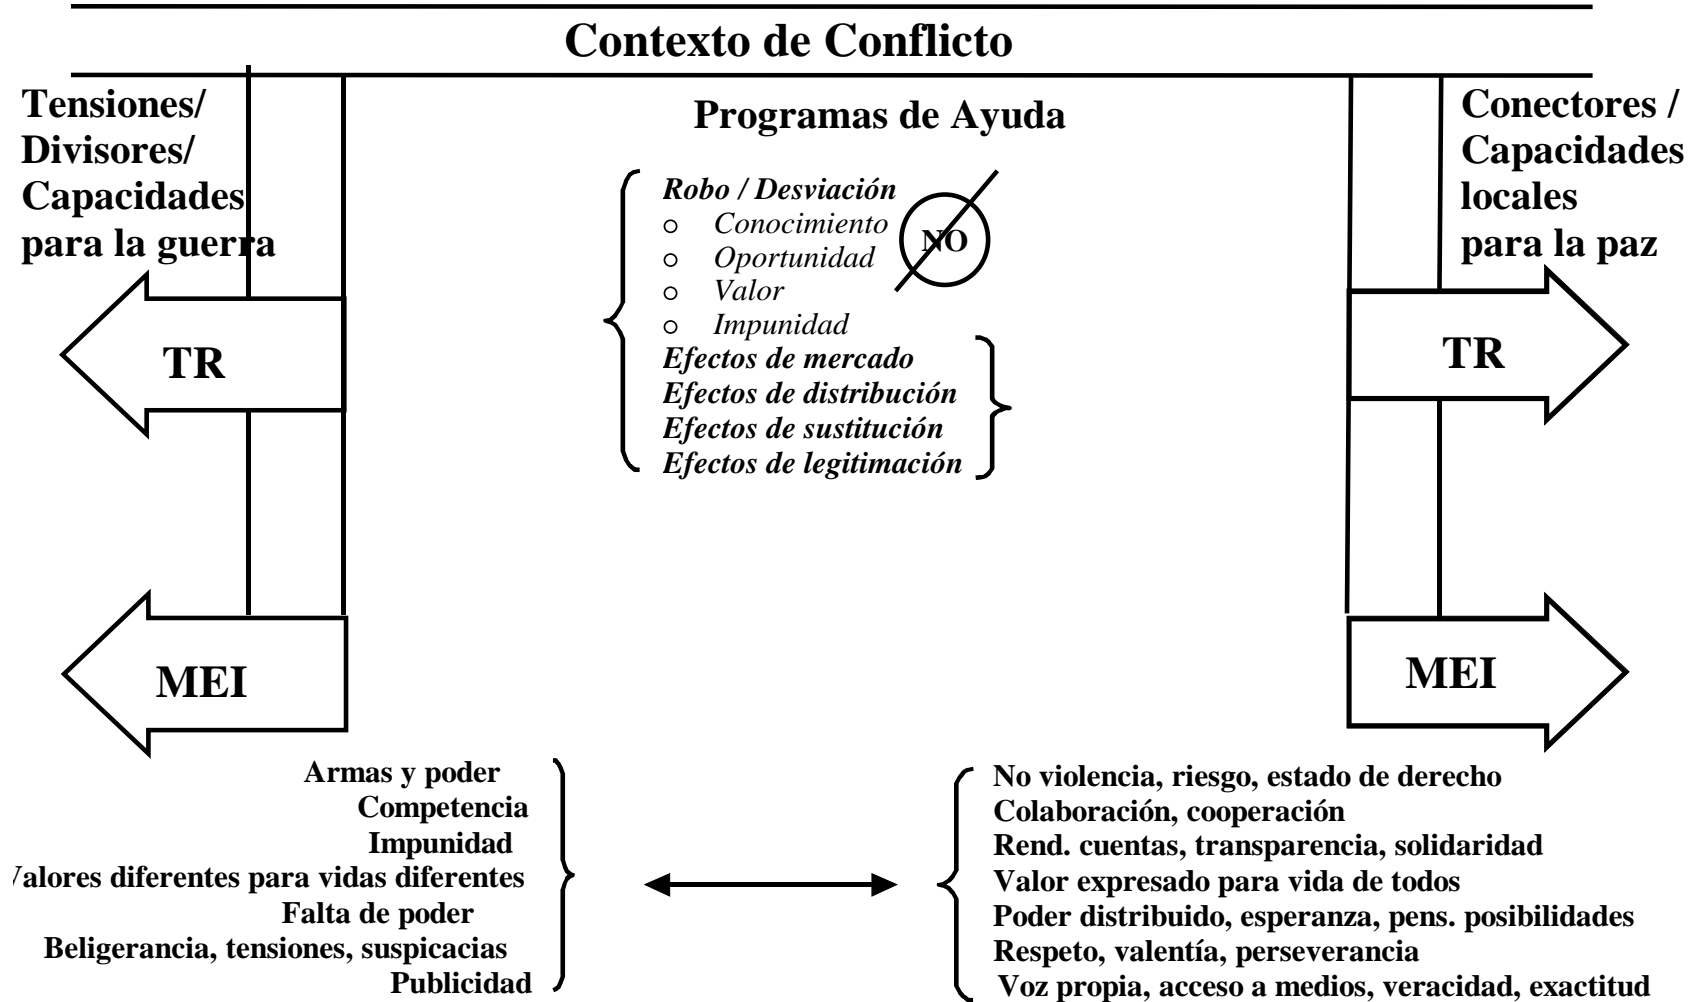 Contexto de Conflicto
Tensiones/
Divisores/
Capacidades
para la guerra
Programas de Ayuda
Conectores /
Capacidades
locales
para la paz
Robo / Desviación
o Conocimiento
o Oportunidad
o Valor
o Impunidad
NO
Efectos de mercado
Efectos de distribución
Efectos de sustitución
Efectos de legitimación
TR
TR
MEI
MEI
Armas y poder
Competencia
Impunidad
alores diferentes para vidas diferentes
Falta de poder
Beligerancia, tensiones, suspicacias
Publicidad
No violencia, riesgo, estado de derecho
Colaboración, cooperación
Rend. cuentas, transparencia, solidaridad
Valor expresado para vida de todos
Poder distribuido, esperanza, pens. posibilidades
Respeto, valentía, perseverancia
Voz propia, acceso a medios, veracidad, exactitud